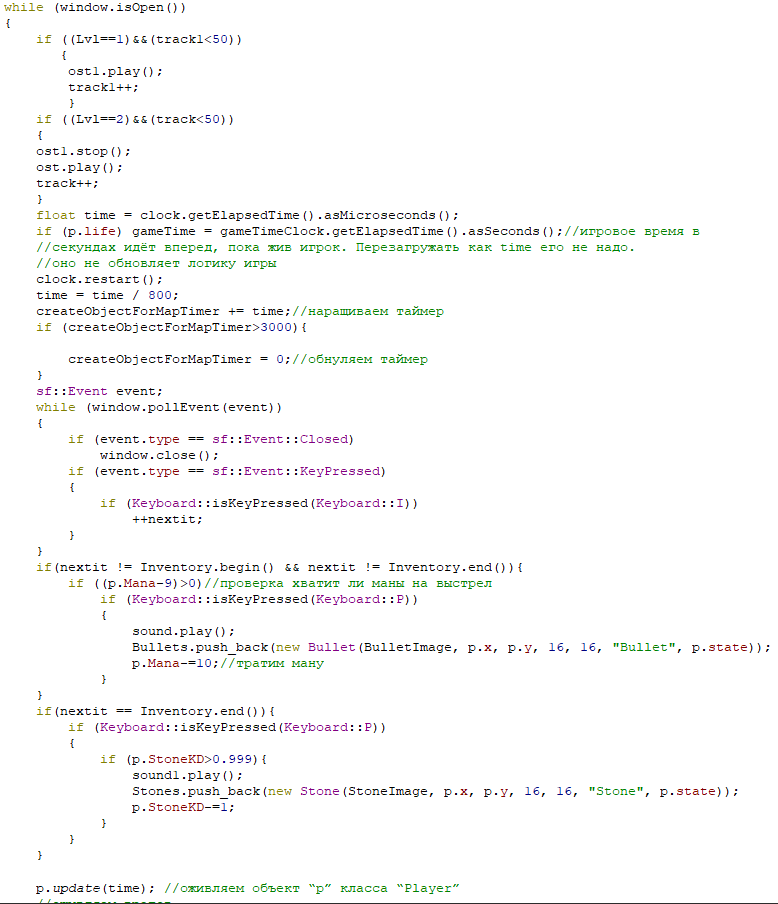 while (window.isOpen())
{
    if ((Lvl==1)&&(track1<50))
       {
        ost1.play();
        track1++;
        }
    if ((Lvl==2)&&(track<50))
    {
    ost1.stop();
    ost.play();
    track++;
    }
    float time = clock.getElapsedTime().asMicroseconds();
    if (p.life) gameTime = gameTimeClock.getElapsedTime().asSeconds();//игровое время в
    //секундах идёт вперед, пока жив игрок. Перезагружать как time его не надо.
    //оно не обновляет логику игры
    clock.restart();
    time = time / 800;
    createObjectForMapTimer += time;//наращиваем таймер
    if (createObjectForMapTimer>3000){
        createObjectForMapTimer = 0;//обнуляем таймер
    }
    sf::Event event;
    while (window.pollEvent(event))
    {
        if (event.type == sf::Event::Closed)
            window.close();
        if (event.type == sf::Event::KeyPressed)
        {
            if (Keyboard::isKeyPressed(Keyboard::I))
                ++nextit;
        }
    }
    if(nextit != Inventory.begin() && nextit != Inventory.end()){
        if ((p.Mana-9)>0)//проверка хватит ли маны на выстрел
            if (Keyboard::isKeyPressed(Keyboard::P))
            {
                sound.play();
                Bullets.push_back(new Bullet(BulletImage, p.x, p.y, 16, 16, "Bullet", p.state));
                p.Mana-=10;//тратим ману
            }
    }
    if(nextit == Inventory.end()){
        if (Keyboard::isKeyPressed(Keyboard::P))
        {
            if (p.StoneKD>0.999){
                sound1.play();
                Stones.push_back(new Stone(StoneImage, p.x, p.y, 16, 16, "Stone", p.state));
                p.StoneKD-=1;
            }
        }
    }
    p.update(time); //оживляем объект “p” класса “Player”